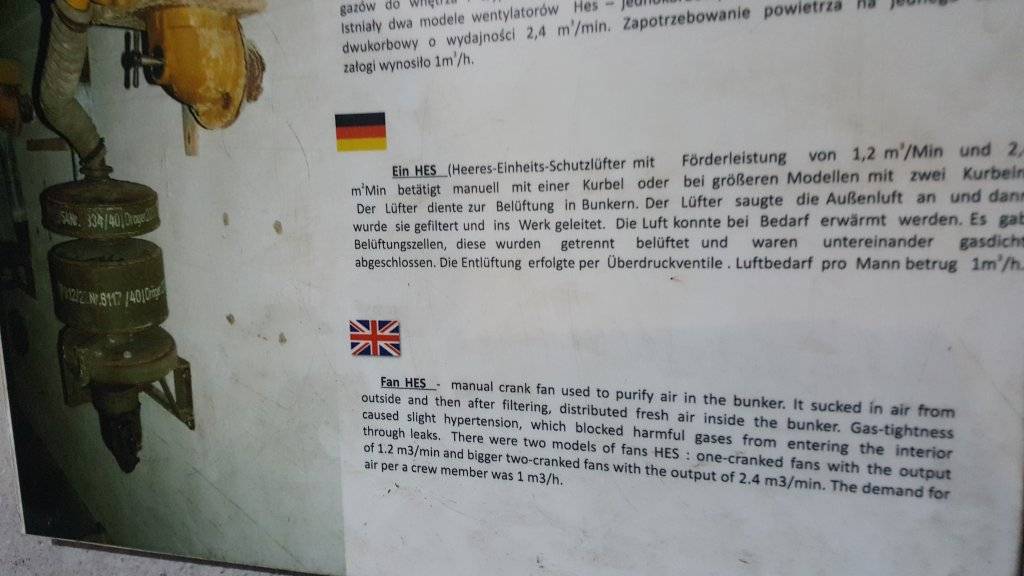 gazów do wnętrza
Istniały dwa modele wentylatorów Hes –
dwukorbowy o wydajności 2,4 m³/min. Zapotrzebowanie powietrza na
załogi wynosiło 1m³/h.
Ein HES (Heeres-Einheits-Schutzlüfter mit Förderleistung von 1,2 m³/Min und 2,
m³Min betätigt manuell mit einer Kurbel oder bei größeren Modellen mit zwei Kurbeln
Der Lüfter diente zur Belüftung in Bunkern. Der Lüfter saugte die Außenluft an und dann
wurde sie gefiltert und ins Werk geleitet. Die Luft konnte bei Bedarf erwärmt werden. Es gab
Belüftungszellen, diese wurden getrennt belüftet und waren untereinander gasdicht
abgeschlossen. Die Entlüftung erfolgte per Überdruckventile . Luftbedarf pro Mann betrug 1m³/h.
Fan HES - manual crank fan used to purify air in the bunker. It sucked in air from
outside and then after filtering, distributed fresh air inside the bunker. Gas-tightness
caused slight hypertension, which blocked harmful gases from entering the interior
through leaks. There were two models of fans HES : one-cranked fans with the output
of 1.2 m3/min and bigger two-cranked fans with the output of 2.4 m3/min. The demand for
air per a crew member was 1 m3/h.